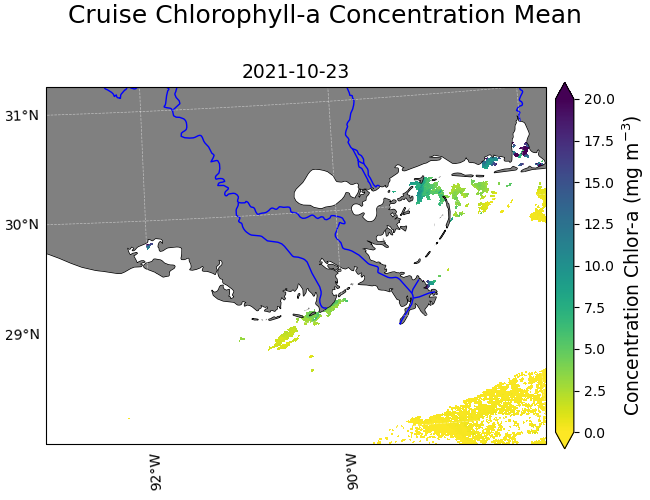 Cruise Chlorophyll-a Concentration Mean
2021-10-23
31°N
30°N
29°N
92°W
90°W
20.0
17.5
15.0
12.5
10.0
7.5
5.0
2.5
0.0
Concentration Chlor-a (mg m⁻³)